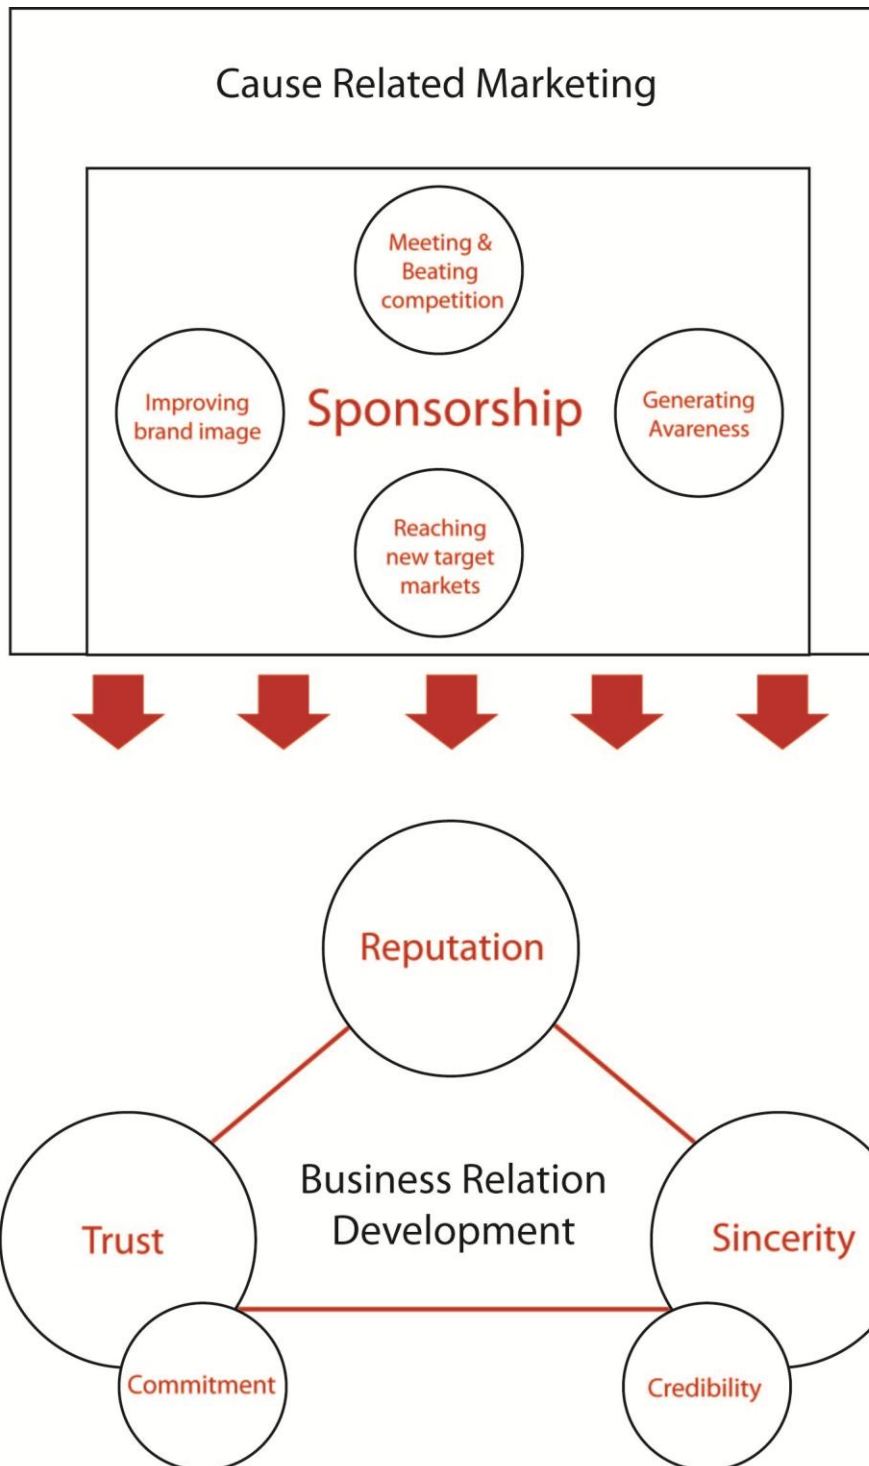 Cause Related Marketing
Meeting &
Beating
competition
Improving
brand image
Sponsorship
Generating
Avareness
Reaching
new target
markets
Reputation
Business Relation
Development
Trust
Sincerity
Commitment
Credibility